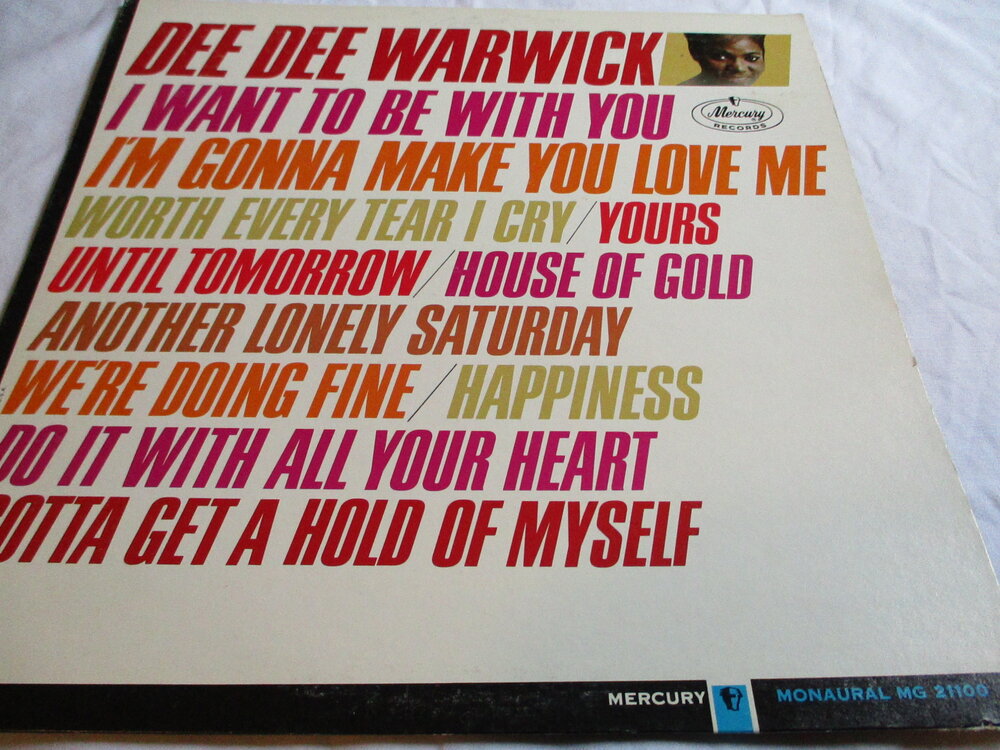 DEE DEE WARWICK
I WANT TO BE WITH YOU
Mercury
RECORDS
I'M GONNA MAKE YOU LOVE ME
WORTH EVERY TEAR I CRY/YOURS
UNTIL TOMORROW/HOUSE OF GOLD
ANOTHER LONELY SATURDAY
WE'RE DOING FINE/HAPPINESS
DO IT WITH ALL YOUR HEART
GOTTA GET A HOLD OF MYSELF
MERCURY MONAURAL MG 21100